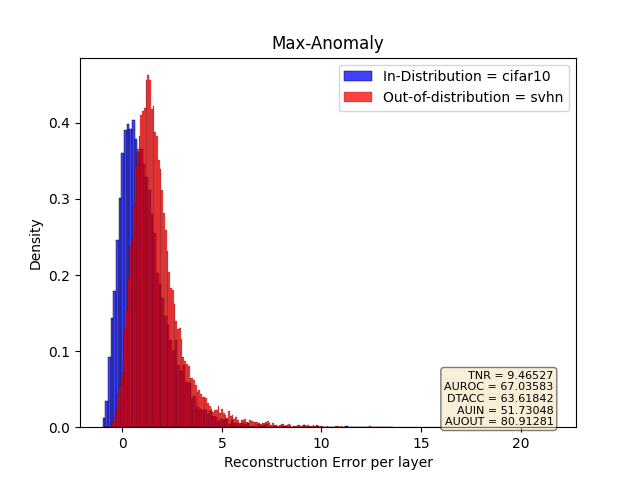 Max-Anomaly
In-Distribution = cifar10
Out-of-distribution = svhn
Density
0.4
0.3
0.2
0.1
0.0
TNR = 9.46527
AUROC = 67.03583
DTACC = 63.61842
AUIN = 51.73048
AUOUT = 80.91281
0 5 10 15 20
Reconstruction Error per layer